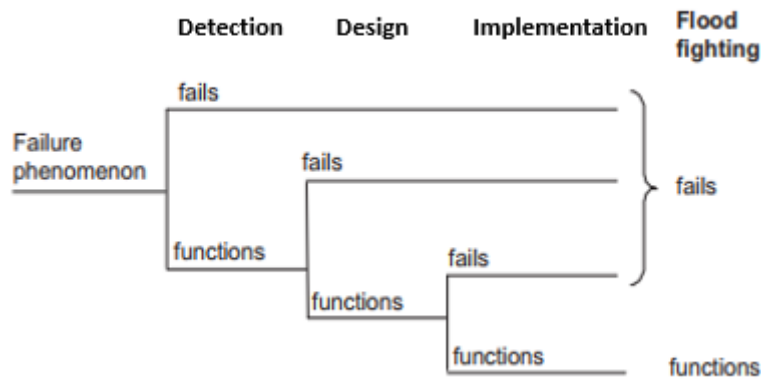 Detection Design Implementation Flood
fighting
fails
Failure
phenomenon
fails
fails
functions
fails
functions
functions
functions